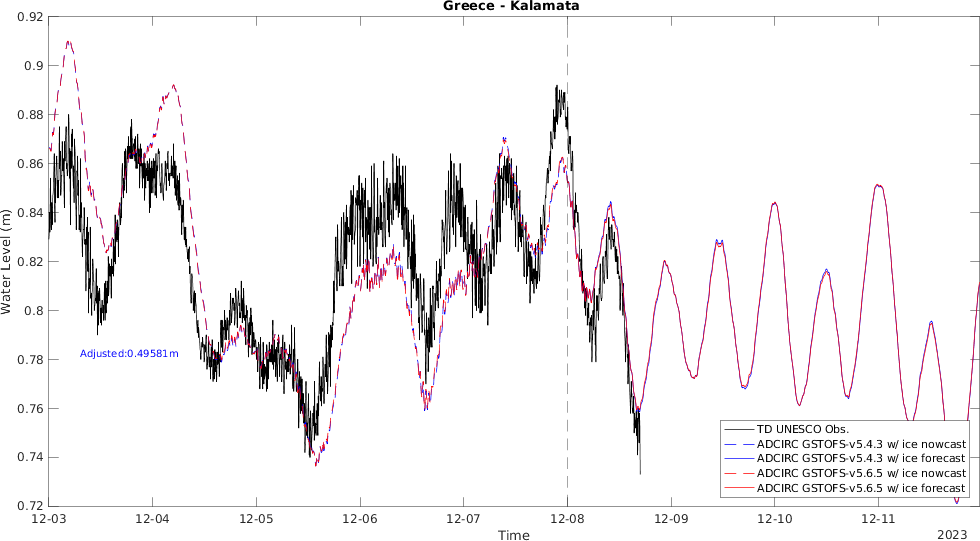 Greece - Kalamata
0.92
0.9
0.88
0.86
0.84
0.82
0.8
0.78
0.76
0.74
0.72
Water Level (m)
Adjusted:0.49581m
TD UNESCO Obs.
ADCIRC GSTOFS-v5.4.3 w/ ice nowcast
ADCIRC GSTOFS-v5.4.3 w/ ice forecast
ADCIRC GSTOFS-v5.6.5 w/ ice nowcast
ADCIRC GSTOFS-v5.6.5 w/ ice forecast
12-03 12-04 12-05 12-06 12-07 12-08 12-09 12-10 12-11
Time
2023